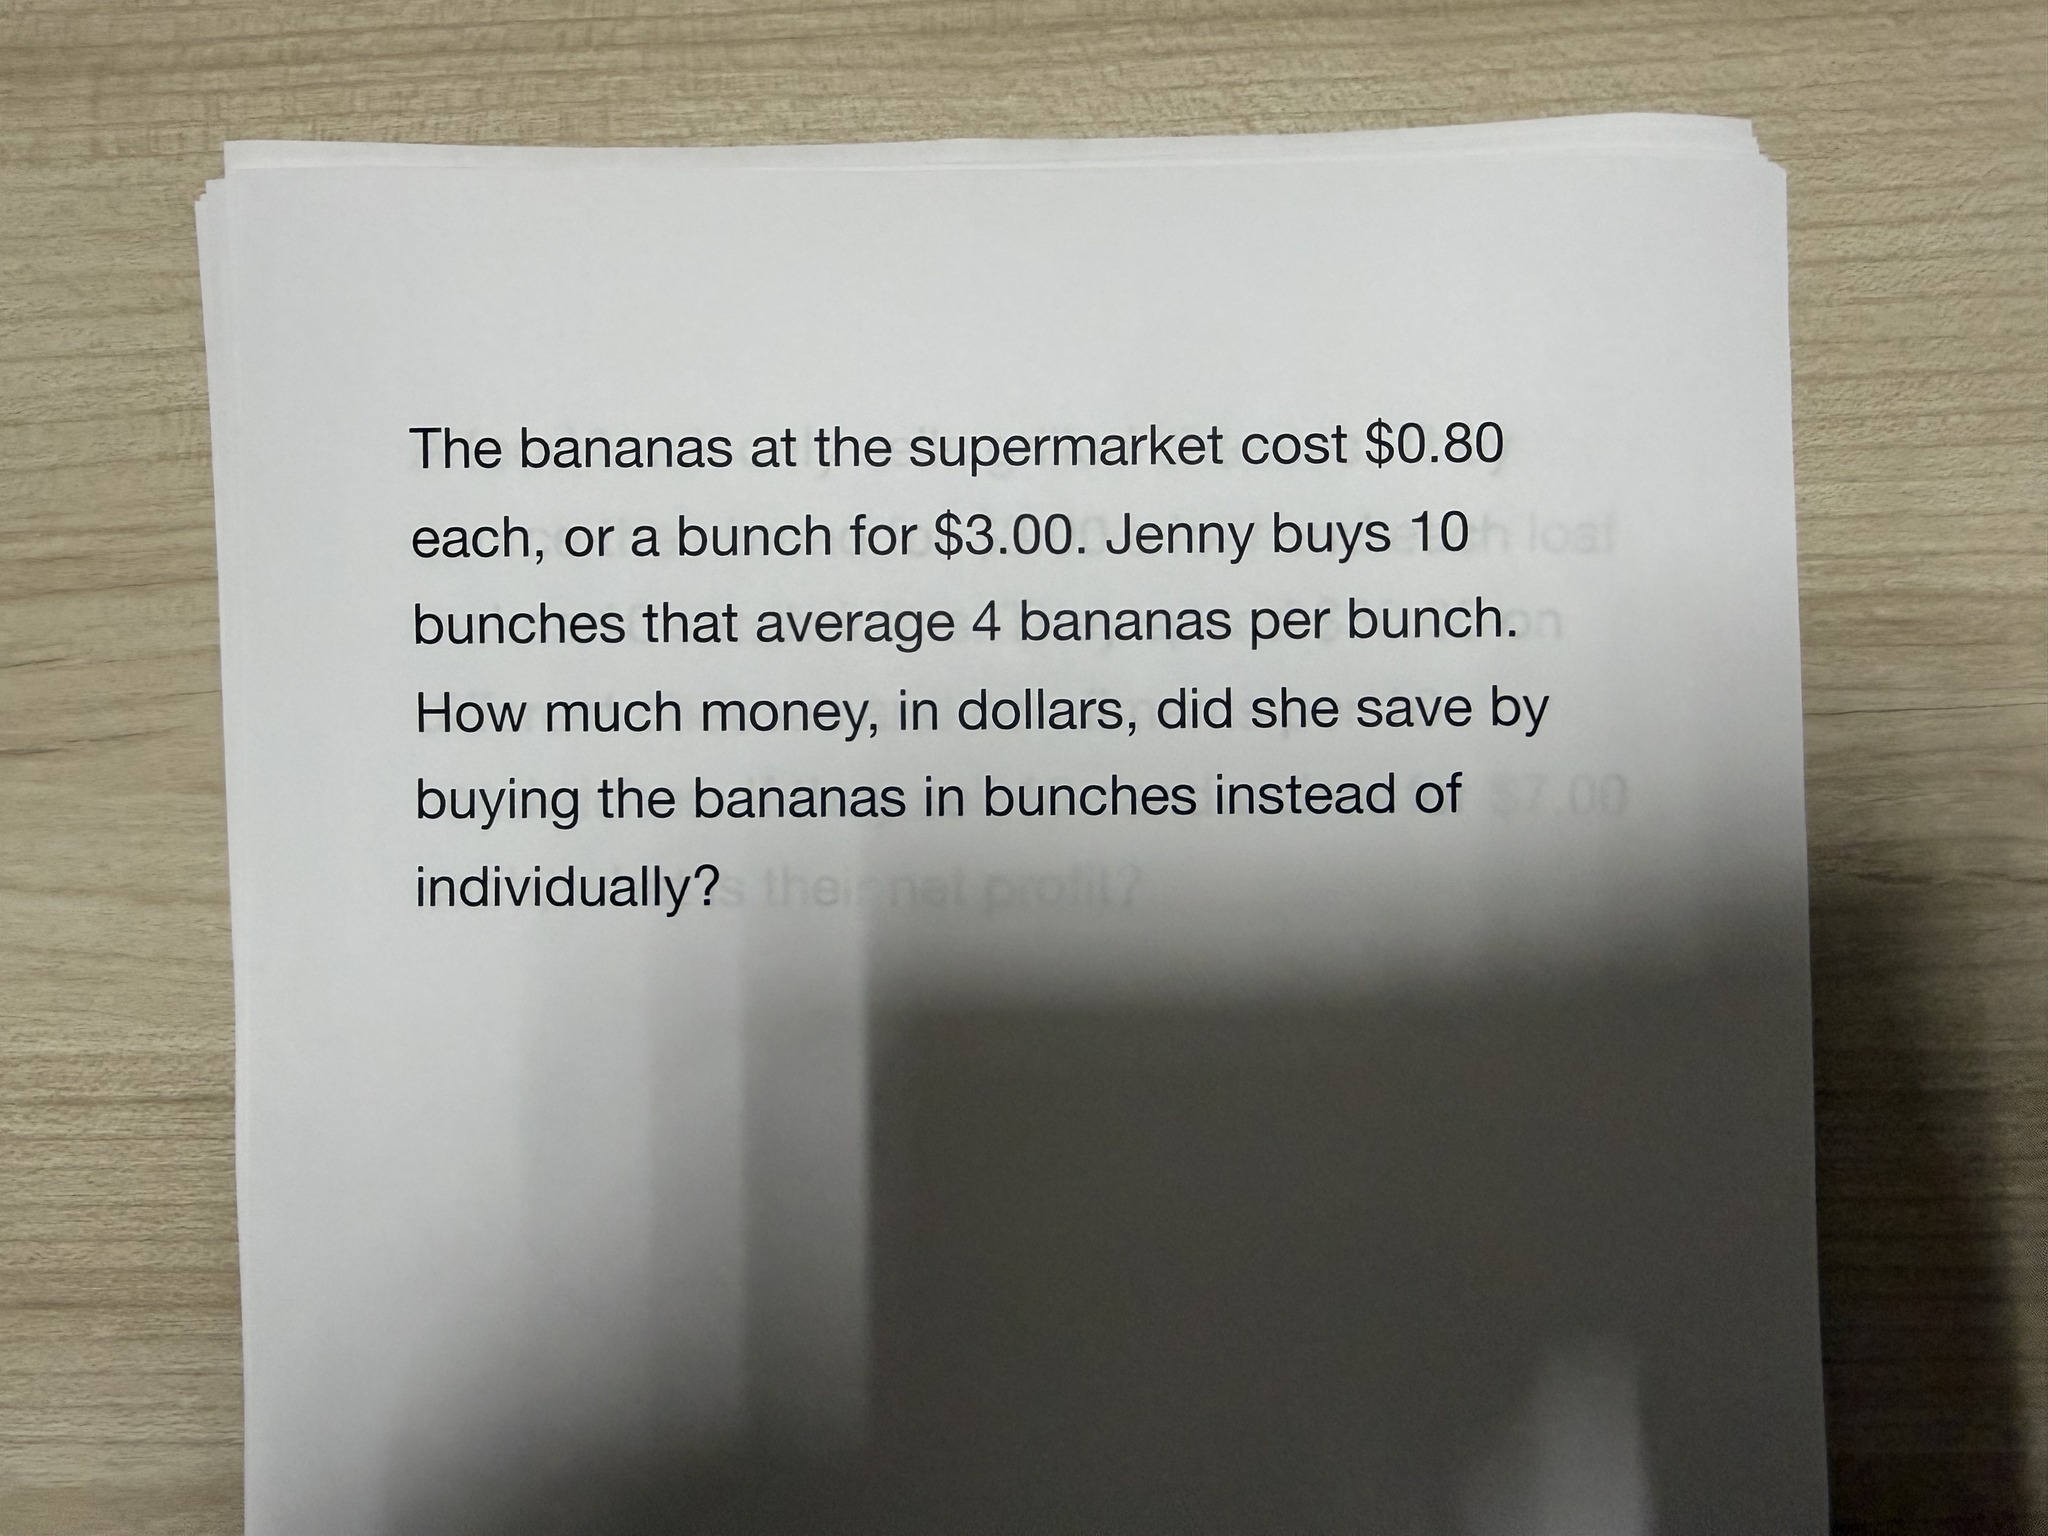 The bananas at the supermarket cost $0.80
each, or a bunch for $3.00. Jenny buys 10
bunches that average 4 bananas per bunch.
How much money, in dollars, did she save by
buying the bananas in bunches instead of
individually?